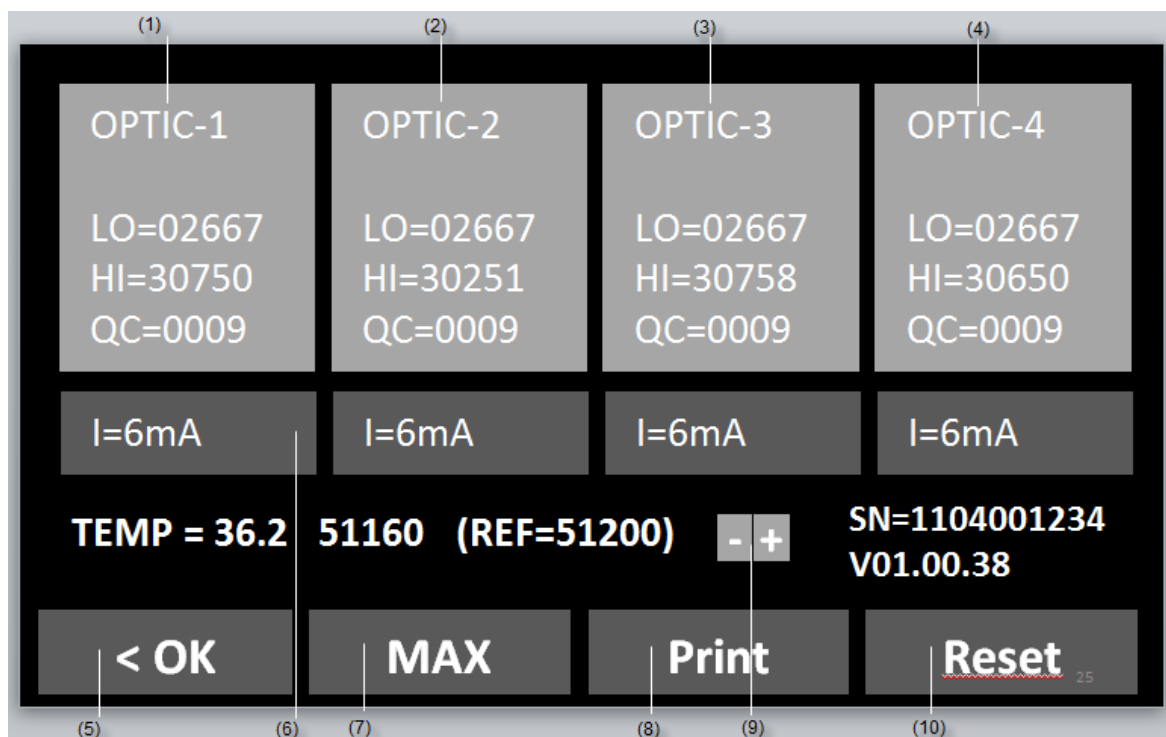 (1) (2) (3) (4)
OPTIC-1 OPTIC-2 OPTIC-3 OPTIC-4
LO=02667 LO=02667 LO=02667 LO=02667
HI=30750 HI=30251 HI=30758 HI=30650
QC=0009 QC=0009 QC=0009 QC=0009
I=6mA I=6mA I=6mA I=6mA
TEMP = 36.2 51160 (REF=51200) - + SN=1104001234
V01.00.38
< OK MAX Print Reset 25
(5) (6) (7) (8) (9) (10)